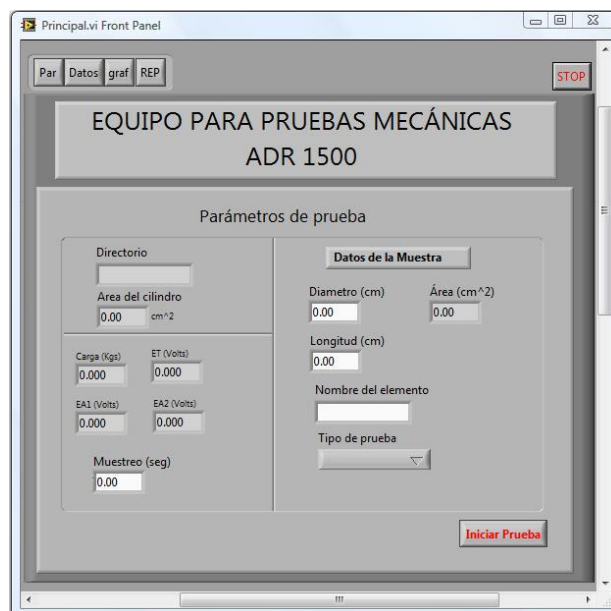 Principal.vi Front Panel
Par Datos graf REP
STOP
EQUIPO PARA PRUEBAS MECÁNICAS
ADR 1500
Parámetros de prueba
Directorio
Area del cilindro
0.00 cm^2
Carga (Kgs) ET (Volts)
0.000 0.000
EA1 (Volts) EA2 (Volts)
0.000 0.000
Muestreo (seg)
0.00
Datos de la Muestra
Diametro (cm) Área (cm^2)
0.00 0.00
Longitud (cm)
0.00
Nombre del elemento
Tipo de prueba
Iniciar Prueba